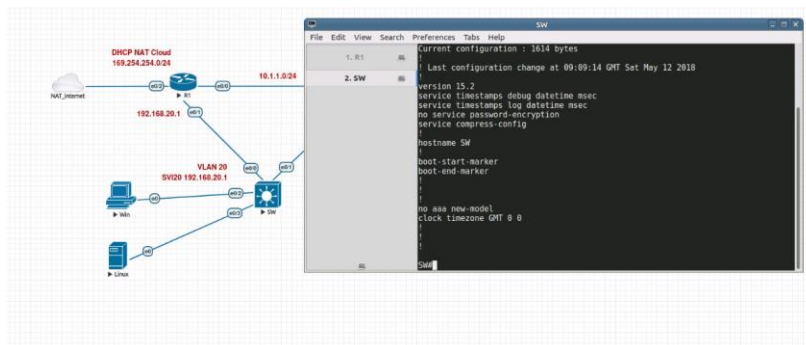 DHCP NAT Cloud
169.254.254.0/24
NAT_internet
e0/2
R1
e0/0
10.1.1.0/24
192.168.20.1
e0/1
VLAN 20
SVI20 192.168.20.1
e0/0
e0/1
e0/2
e0/3
SW
e0
Win
e0
Linux
SW
File Edit View Search Preferences Tabs Help
1. R1
2. SW
Current configuration : 1614 bytes
!
! Last configuration change at 09:09:14 GMT Sat May 12 2018
!
version 15.2
service timestamps debug datetime msec
service timestamps log datetime msec
no service password-encryption
service compress-config
!
hostname SW
!
boot-start-marker
boot-end-marker
!
!
!
no aaa new-model
clock timezone GMT 0 0
!
!
!
SW#